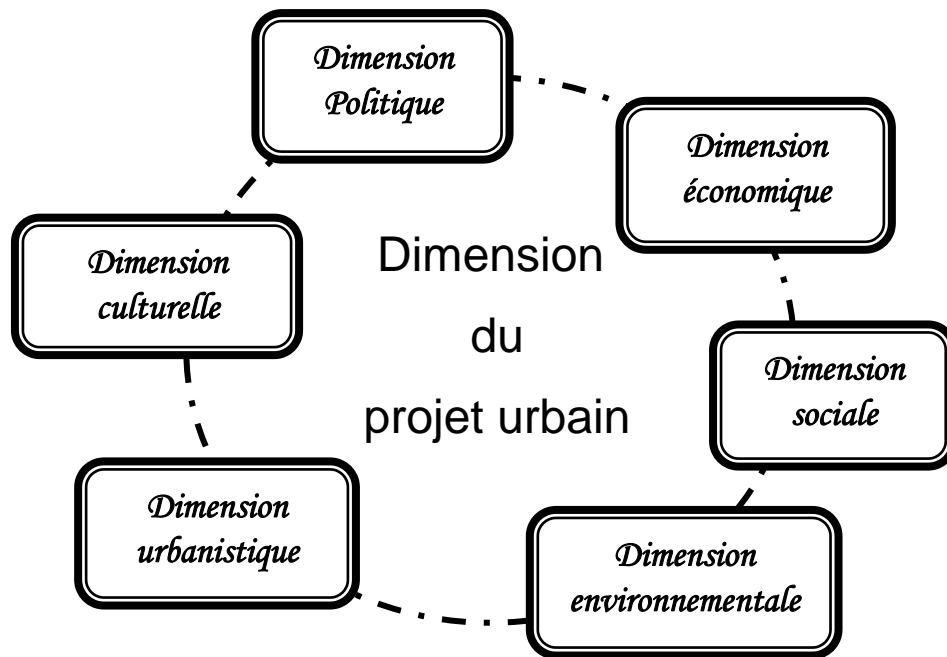 Dimension
Politique
Dimension
économique
Dimension
culturelle
Dimension
du
projet urbain
Dimension
sociale
Dimension
urbanistique
Dimension
environnementale